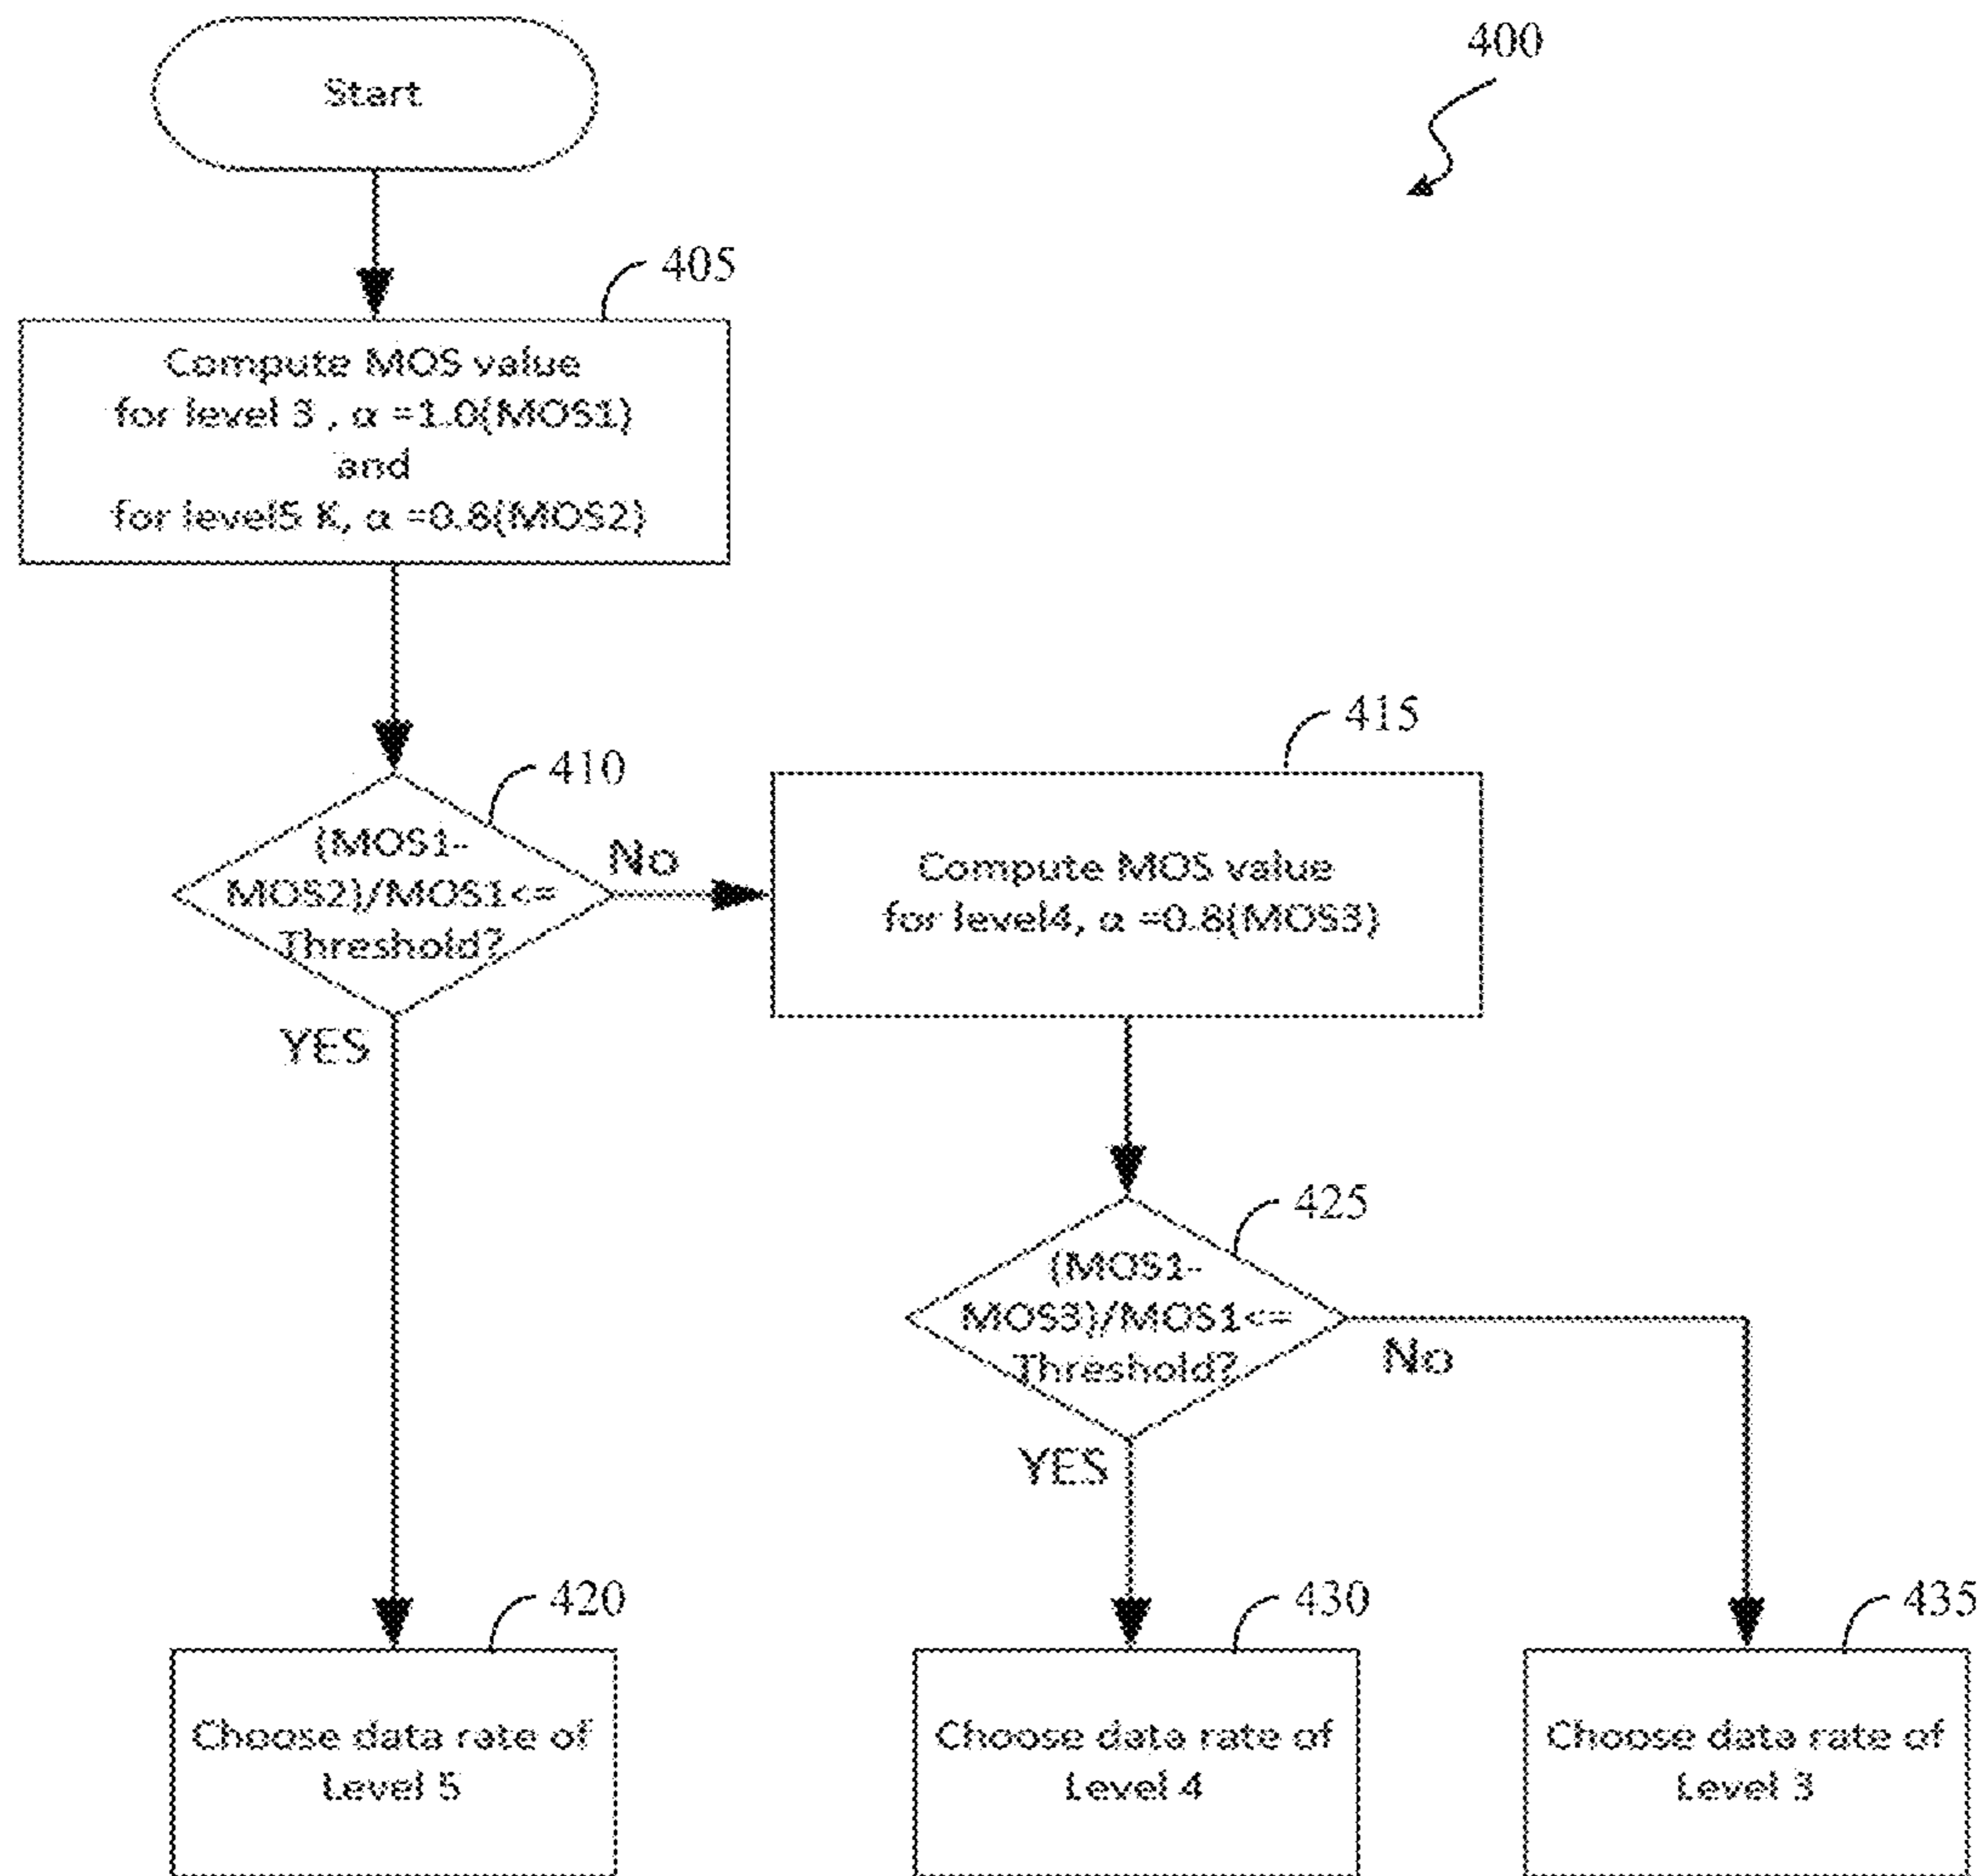 Start
400
405
Compute MOS value
for level 3 , α =1.0(MOS1)
and
for level5 K, α =0.8(MOS2)
410
(MOS1-
MOS2)/MOS1<=
Threshold?
No
YES
415
Compute MOS value
for level4, α =0.8(MOS3)
425
(MOS1-
MOS3)/MOS1<=
Threshold?
No
YES
420
Choose data rate of
Level 5
430
Choose data rate of
Level 4
435
Choose data rate of
Level 3